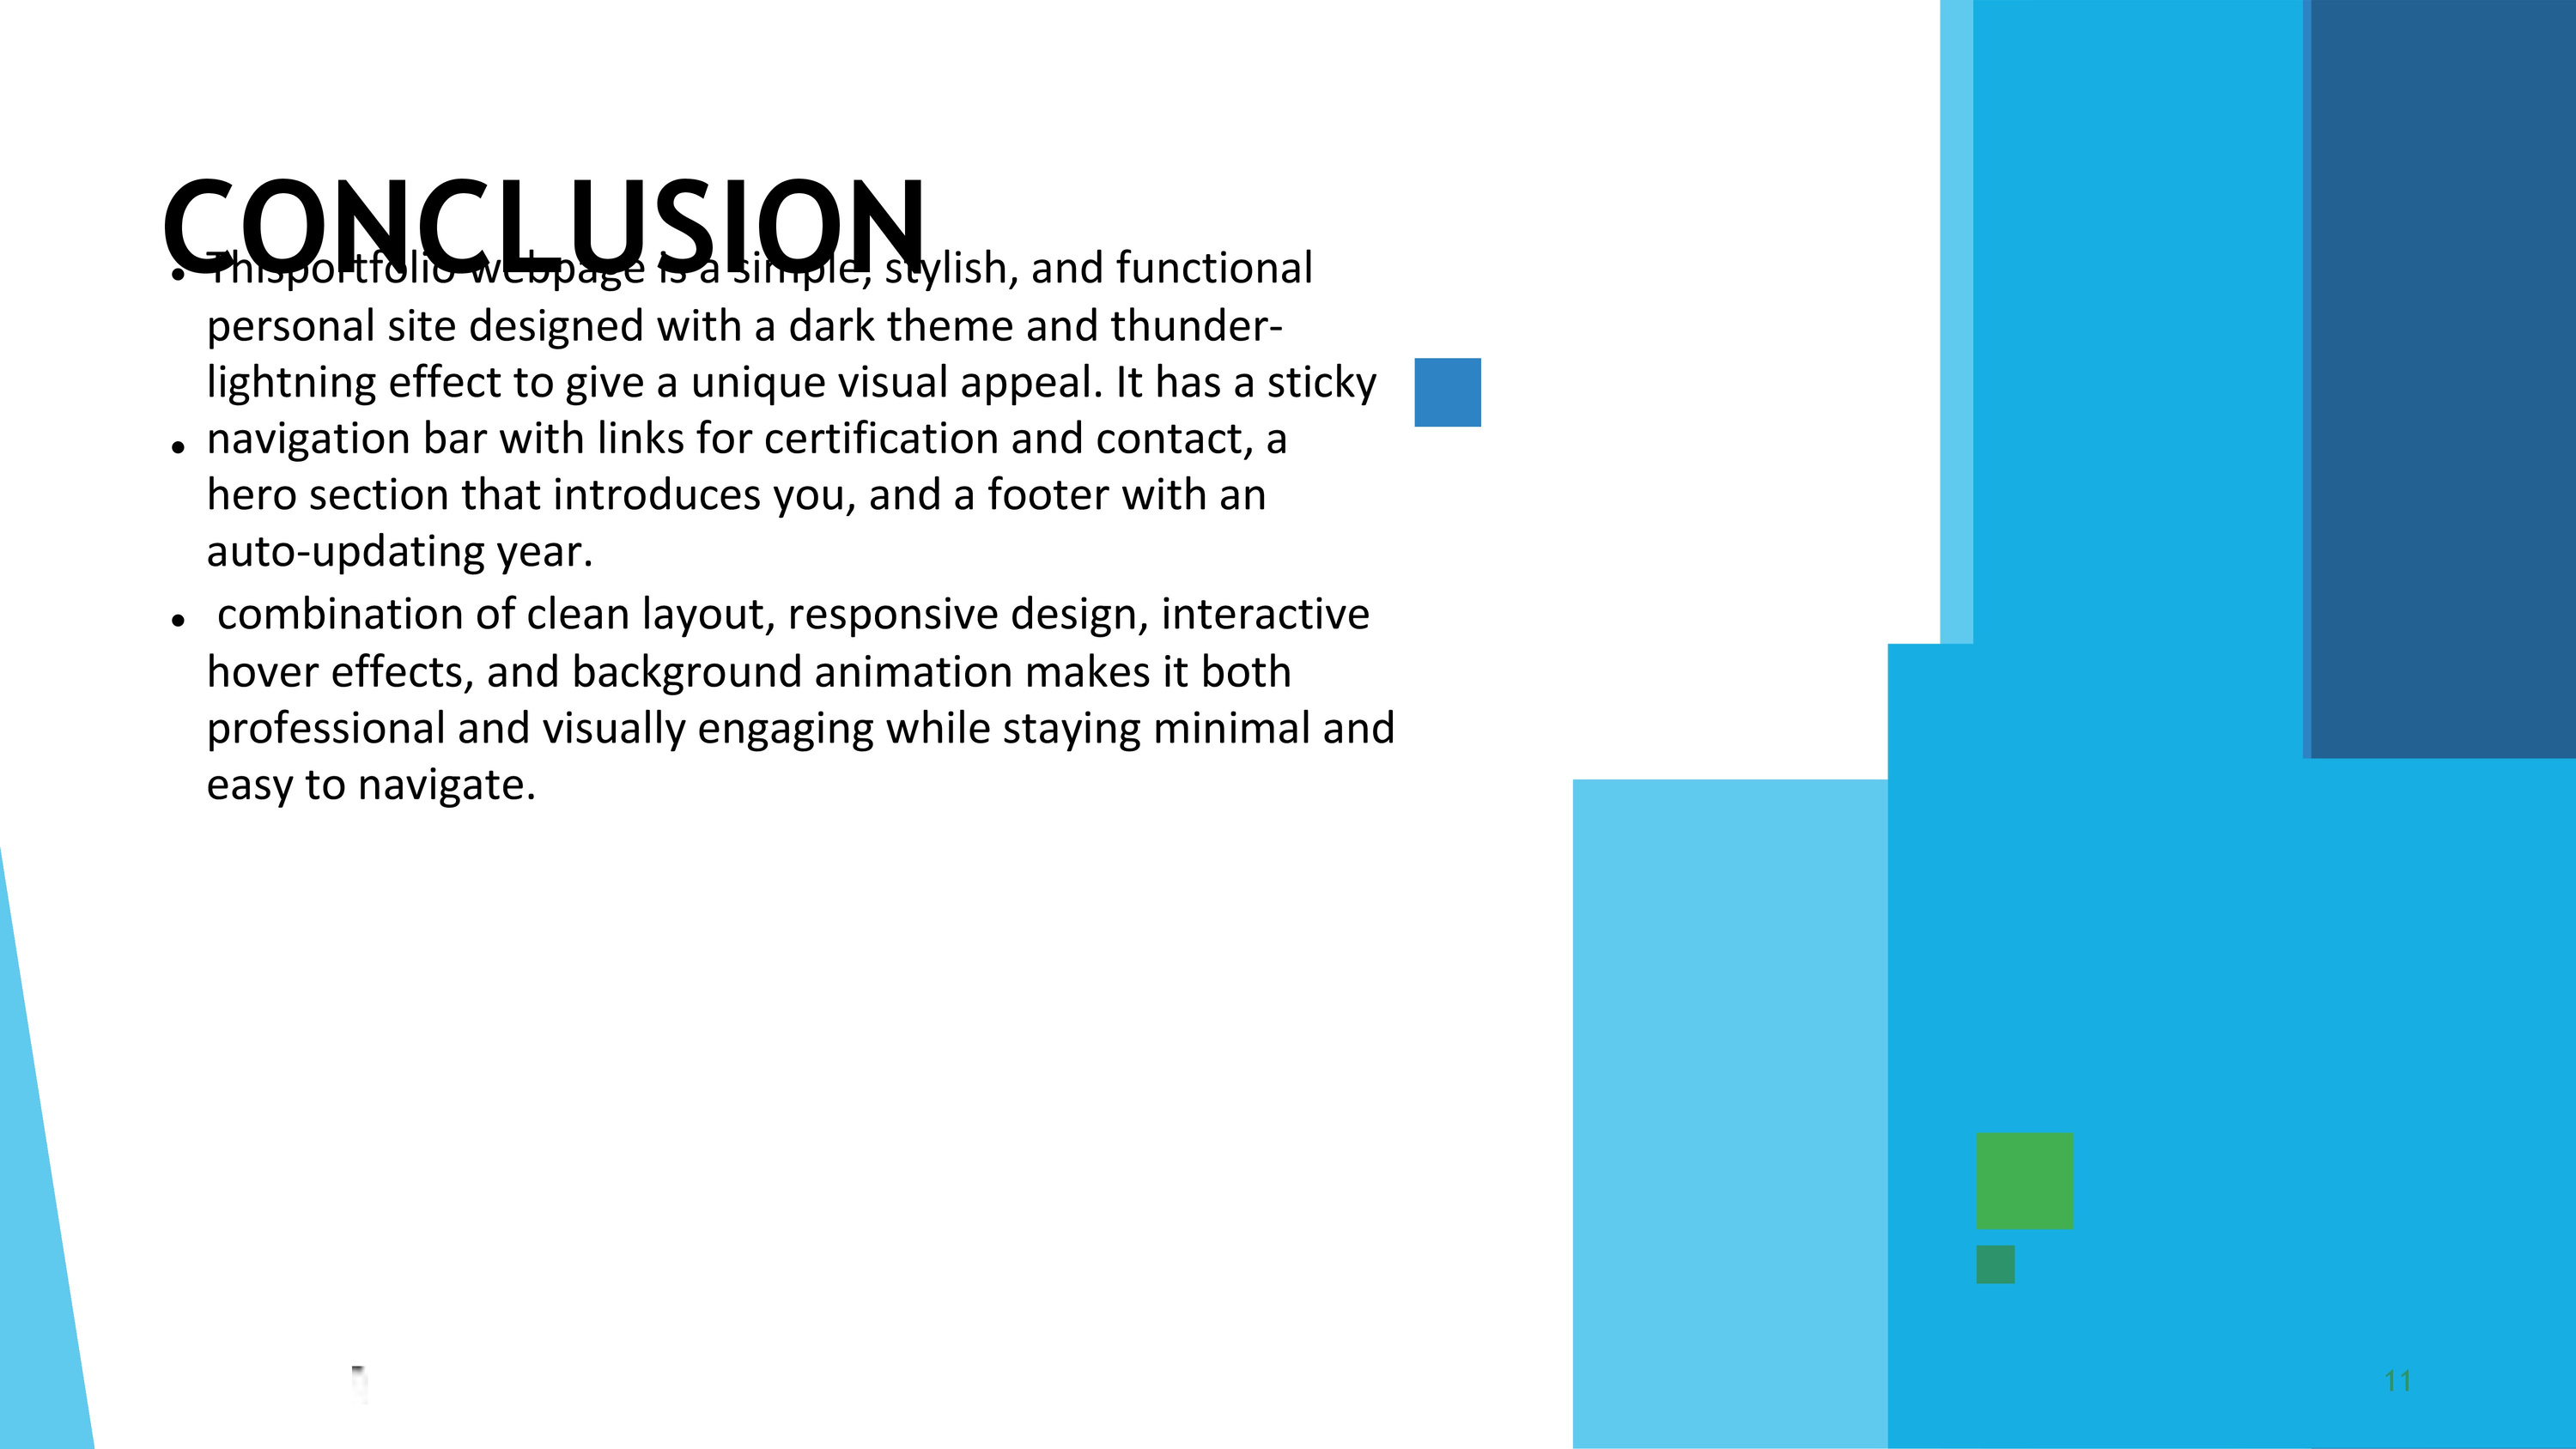 CONCLUSION
• Thisportfolio webpage is a simple, stylish, and functional
personal site designed with a dark theme and thunder-
lightning effect to give a unique visual appeal. It has a sticky
• navigation bar with links for certification and contact, a
hero section that introduces you, and a footer with an
auto-updating year.
• combination of clean layout, responsive design, interactive
hover effects, and background animation makes it both
professional and visually engaging while staying minimal and
easy to navigate.
11